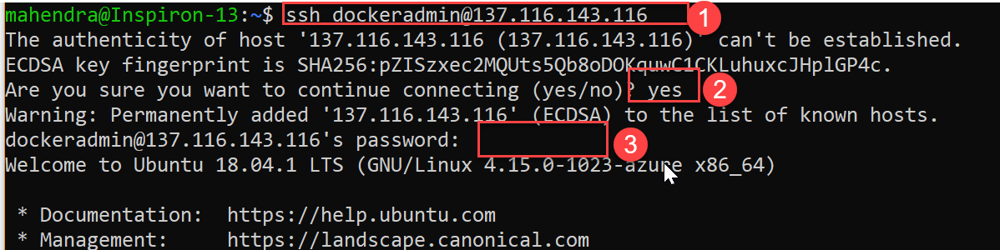 mahendra@Inspiron-13:~$ ssh dockeradmin@137.116.143.116 1
The authenticity of host '137.116.143.116 (137.116.143.116)' can't be established.
ECDSA key fingerprint is SHA256:pZISzxec2MQUts5Qb8oDOKquwC1CKLuhuxcJHplGP4c.
Are you sure you want to continue connecting (yes/no)? yes 2
Warning: Permanently added '137.116.143.116' (ECDSA) to the list of known hosts.
dockeradmin@137.116.143.116's password: 3
Welcome to Ubuntu 18.04.1 LTS (GNU/Linux 4.15.0-1023-azure x86_64)
* Documentation: https://help.ubuntu.com
* Management: https://landscape.canonical.com